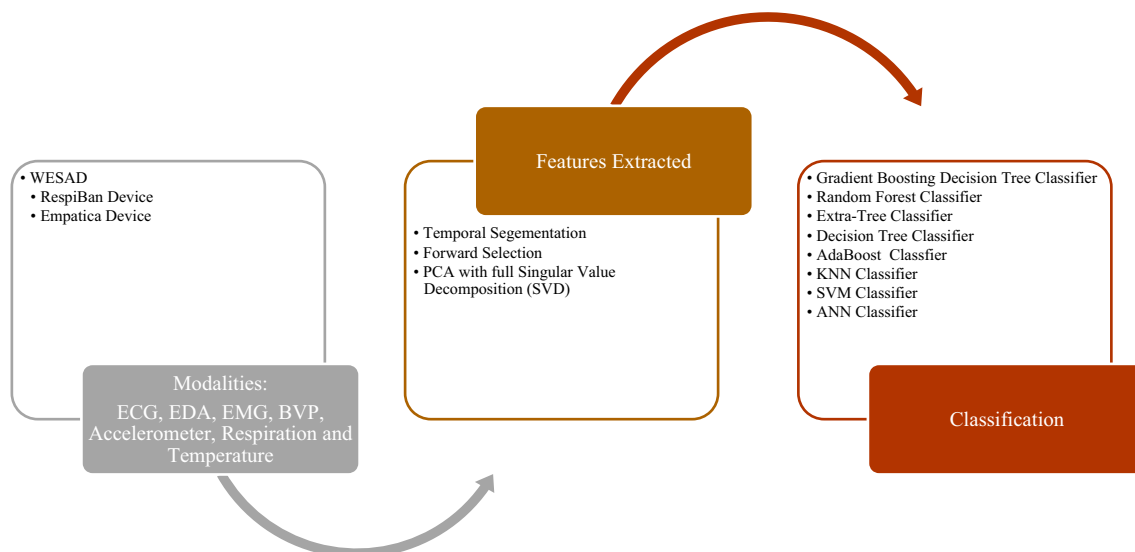 • WESAD
• RespiBan Device
• Empatica Device
Modalities:
ECG, EDA, EMG, BVP,
Accelerometer, Respiration and
Temperature
Features Extracted
• Temporal Segementation
• Forward Selection
• PCA with full Singular Value
Decomposition (SVD)
• Gradient Boosting Decision Tree Classifier
• Random Forest Classifier
• Extra-Tree Classifier
• Decision Tree Classifier
• AdaBoost  Classfier
• KNN Classifier
• SVM Classifier
• ANN Classifier
Classification